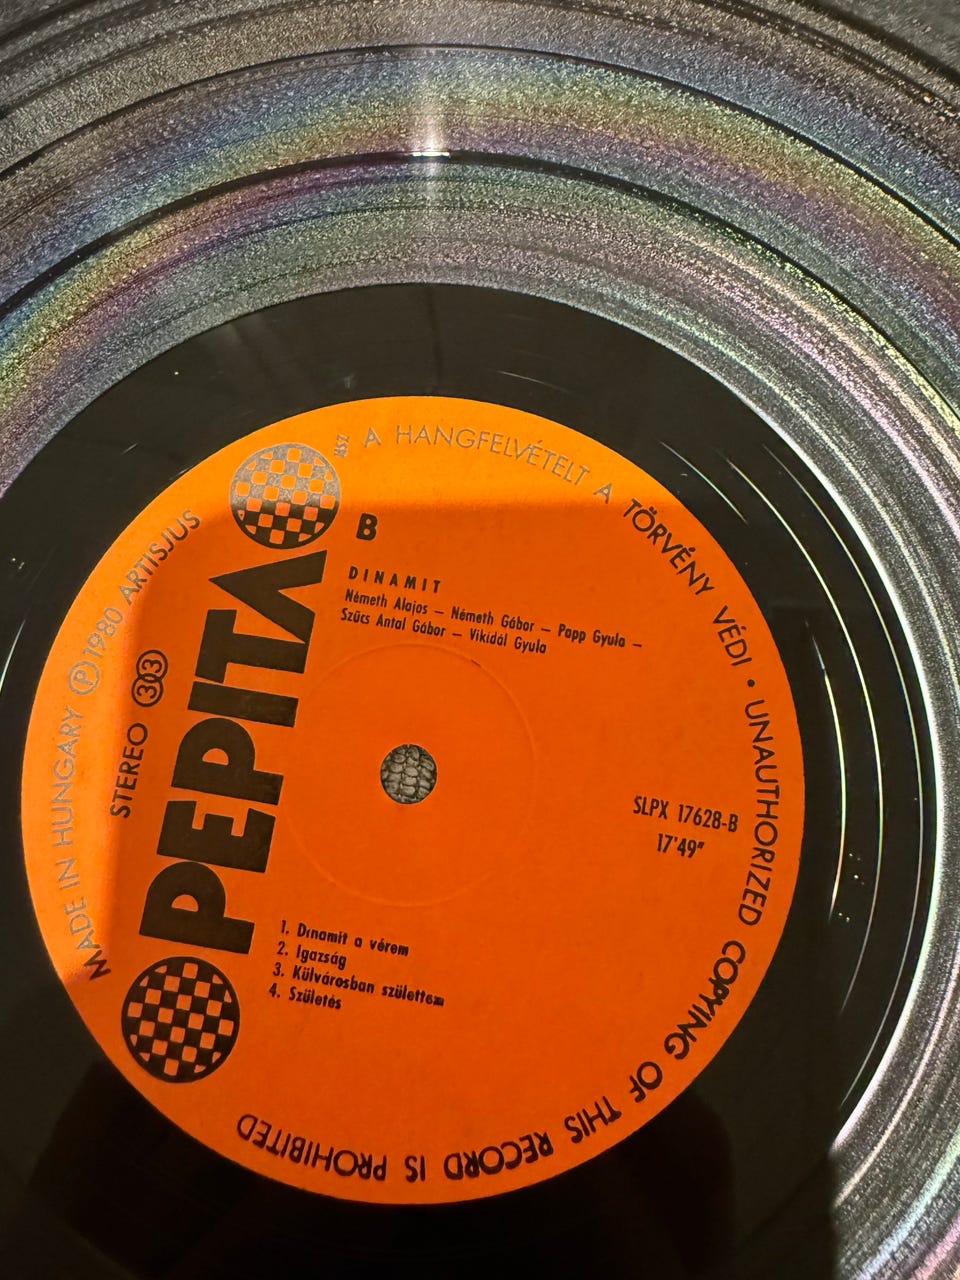 A HANGFELVÉTELT A TÖRVÉNY VÉDI • UNAUTHORIZED COPYING OF THIS RECORD IS PROHIBITED
MADE IN HUNGARY Ⓟ 1980 ARTISJUS
STEREO 33
PEPITA
B
DINAMIT
Németh Alajos – Németh Gábor – Papp Gyula –
Szűcs Antal Gábor – Vikidál Gyula
SLPX 17628-B
17'49"
1. Dinamit a vérem
2. Igazság
3. Külvárosban születtem
4. Születés